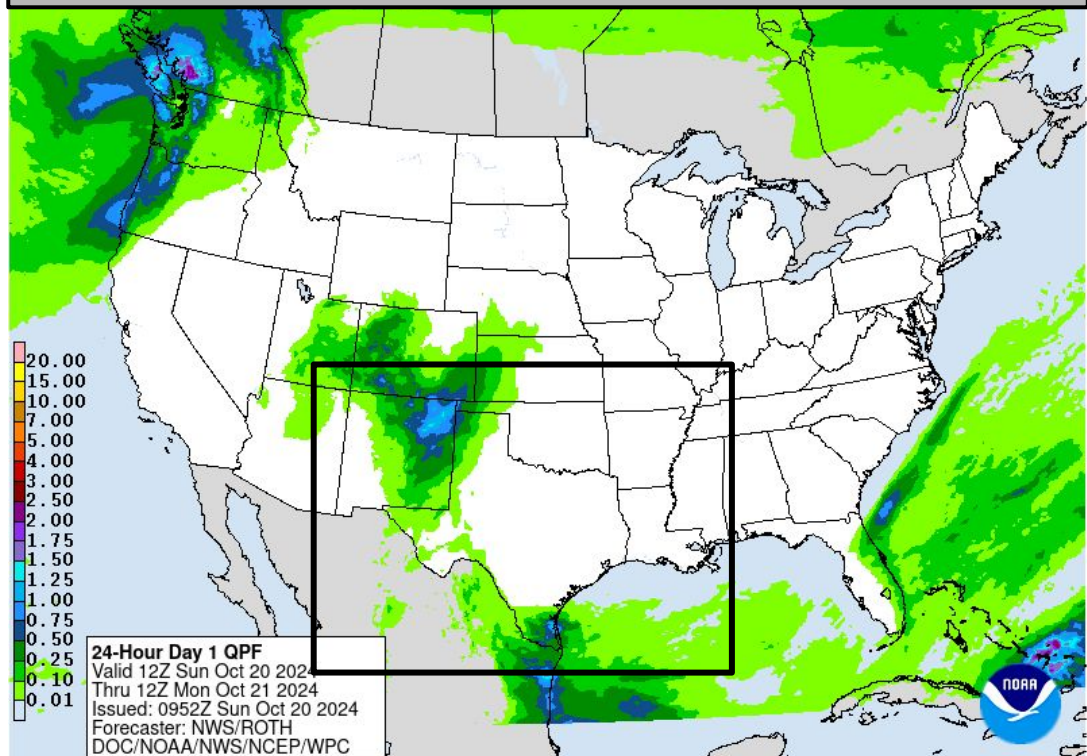 20.00
15.00
10.00
7.00
5.00
4.00
3.00
2.50
2.00
1.75
1.50
1.25
1.00
0.75
0.50
0.25
0.10
0.01
24-Hour Day 1 QPF
Valid 12Z Sun Oct 20 2024
Thru 12Z Mon Oct 21 2024
Issued: 0952Z Sun Oct 20 2024
Forecaster: NWS/ROTH
DOC/NOAA/NWS/NCEP/WPC
NOAA